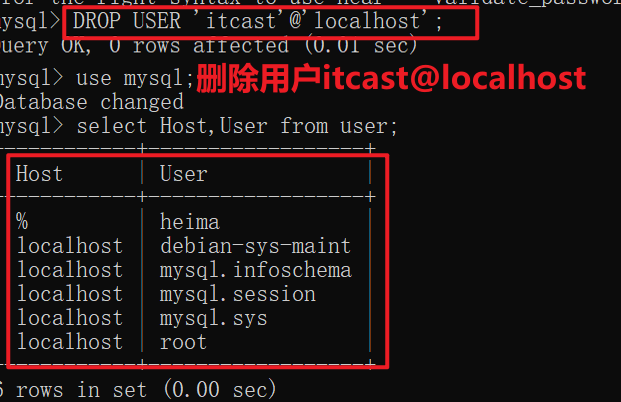 for the right syntax to use near 'validate_passwo
mysql> DROP USER 'itcast'@'localhost';
Query OK, 0 rows affected (0.01 sec)
mysql> use mysql;
删除用户itcast@localhost
Database changed
mysql> select Host,User from user;
+-----------+------------------+
| Host | User |
+-----------+------------------+
| % | heima |
| localhost | debian-sys-maint |
| localhost | mysql.infoschema |
| localhost | mysql.session |
| localhost | mysql.sys |
| localhost | root |
+-----------+------------------+
6 rows in set (0.00 sec)